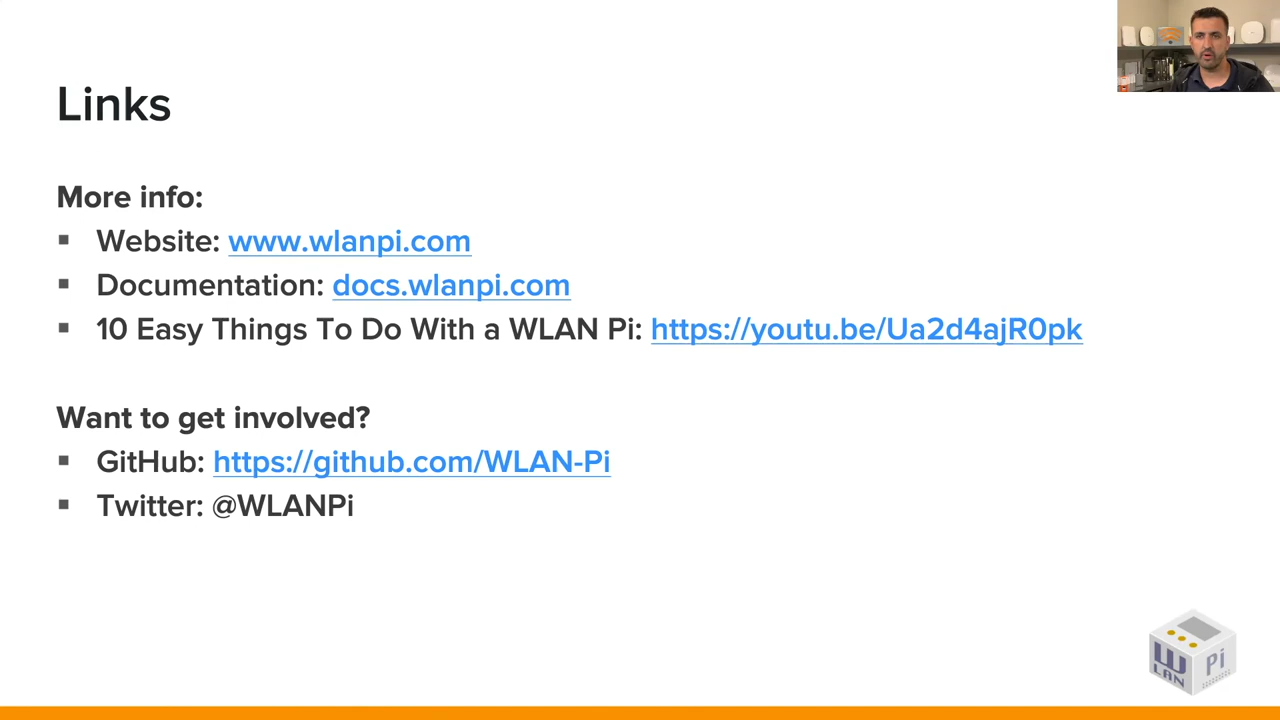 Links
More info:
▪ Website: www.wlanpi.com
▪ Documentation: docs.wlanpi.com
▪ 10 Easy Things To Do With a WLAN Pi: https://youtu.be/Ua2d4ajR0pk
Want to get involved?
▪ GitHub: https://github.com/WLAN-Pi
▪ Twitter: @WLANPi
W Pi
LAN